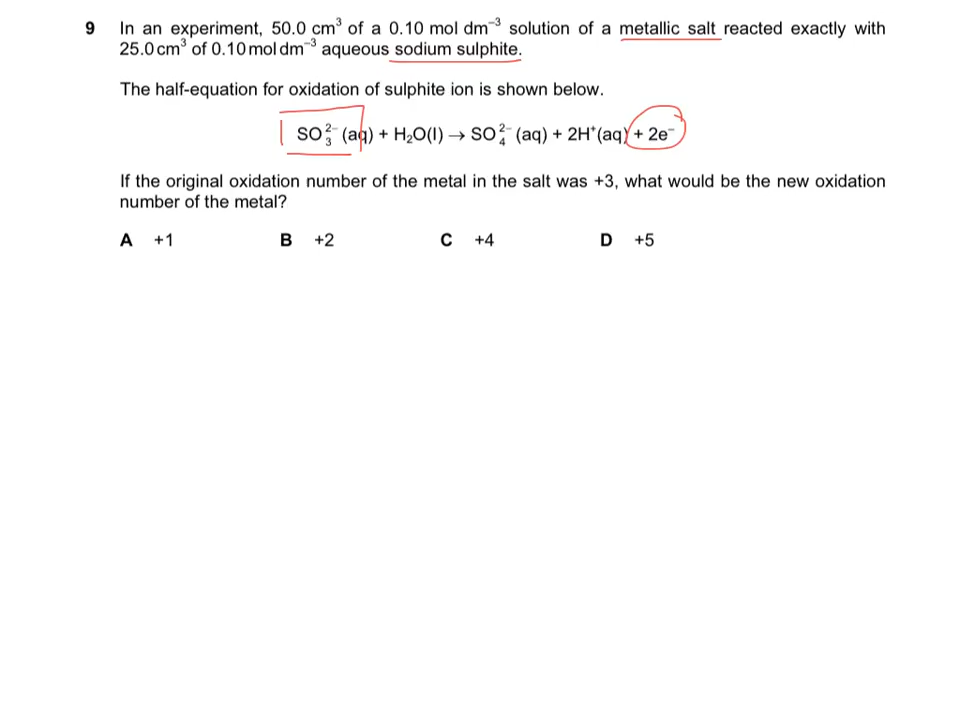 9 In an experiment, 50.0 cm³ of a 0.10 mol dm⁻³ solution of a metallic salt reacted exactly with
25.0 cm³ of 0.10 mol dm⁻³ aqueous sodium sulphite.
The half-equation for oxidation of sulphite ion is shown below.
SO₃²⁻ (aq) + H₂O(l) → SO₄²⁻ (aq) + 2H⁺(aq) + 2e⁻
If the original oxidation number of the metal in the salt was +3, what would be the new oxidation
number of the metal?
A +1 B +2 C +4 D +5